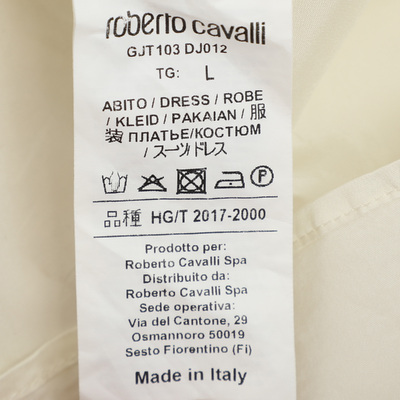 roberto cavalli
GJT103 DJ012
TG: L
ABITO / DRESS / ROBE
/ KLEID / PAKAIAN / 服
装 ПЛАТЬЕ/КОСТЮМ
/ スーツ/ドレス
P
品種 HG/T 2017-2000
Prodotto per:
Roberto Cavalli Spa
Distribuito da:
Roberto Cavalli Spa
Sede operativa:
Via del Cantone, 29
Osmannoro 50019
Sesto Fiorentino (Fi)
Made in Italy